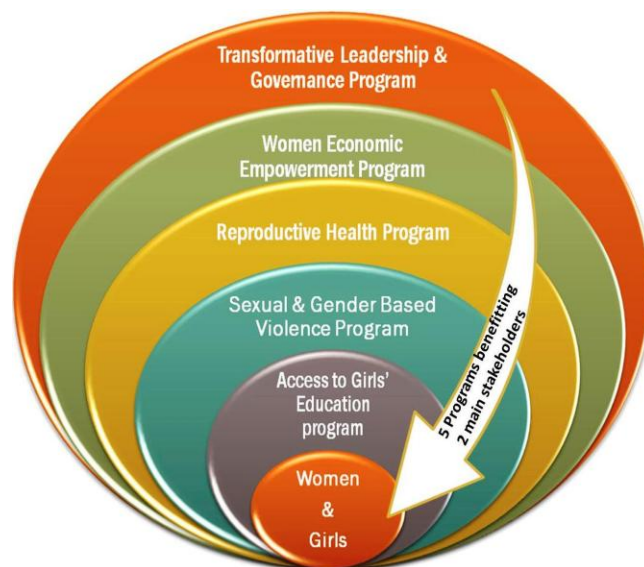 Transformative Leadership &
Governance Program
Women Economic
Empowerment Program
Reproductive Health Program
Sexual & Gender Based
Violence Program
Access to Girls'
Education
program
Women
&
Girls
5 Programs benefitting
2 main stakeholders